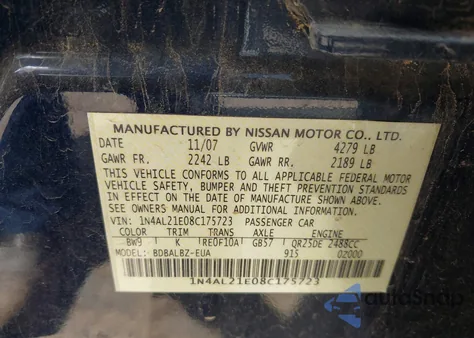 MANUFACTURED BY NISSAN MOTOR CO., LTD.
DATE 11/07 GVWR 4279 LB
GAWR FR. 2242 LB GAWR RR. 2189 LB
THIS VEHICLE CONFORMS TO ALL APPLICABLE FEDERAL MOTOR
VEHICLE SAFETY, BUMPER AND THEFT PREVENTION STANDARDS
IN EFFECT ON THE DATE OF MANUFACTURE SHOWN ABOVE.
SEE OWNERS MANUAL FOR ADDITIONAL INFORMATION.
VIN: 1N4AL21E08C175723 PASSENGER CAR
COLOR TRIM TRANS AXLE ENGINE
BW9 K RE0F10A GB57 QR25DE 2488CC
MODEL: BDBALBZ-EUA 915 02000
1N4AL21E08C175723
autoSnap